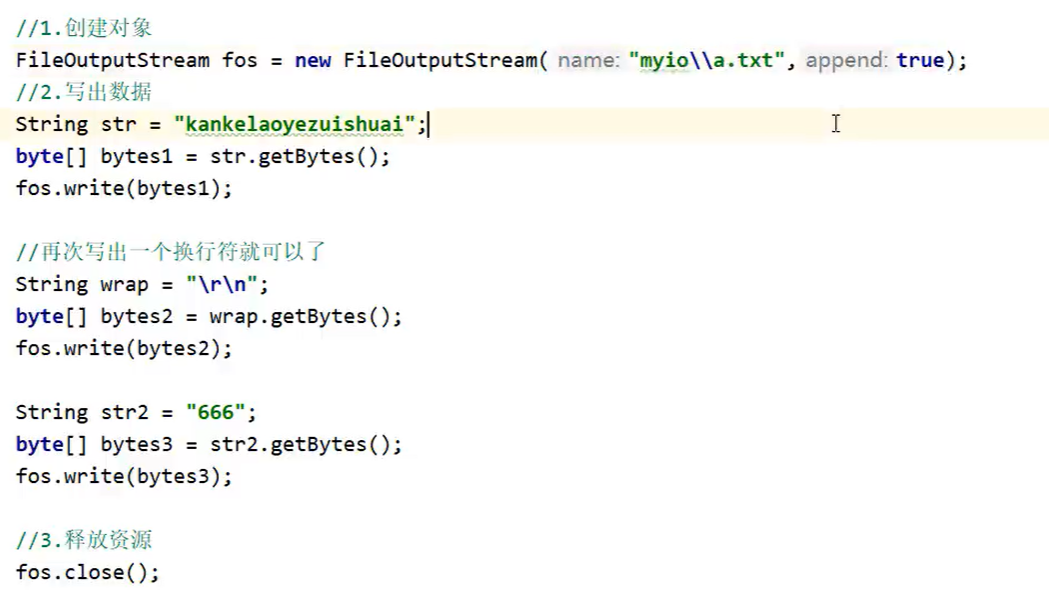 //1.创建对象
FileOutputStream fos = new FileOutputStream( name: "myio\\a.txt", append: true);
//2.写出数据
String str = "kankelaoyezuishuai";
byte[] bytes1 = str.getBytes();
fos.write(bytes1);
//再次写出一个换行符就可以了
String wrap = "\r\n";
byte[] bytes2 = wrap.getBytes();
fos.write(bytes2);
String str2 = "666";
byte[] bytes3 = str2.getBytes();
fos.write(bytes3);
//3.释放资源
fos.close();